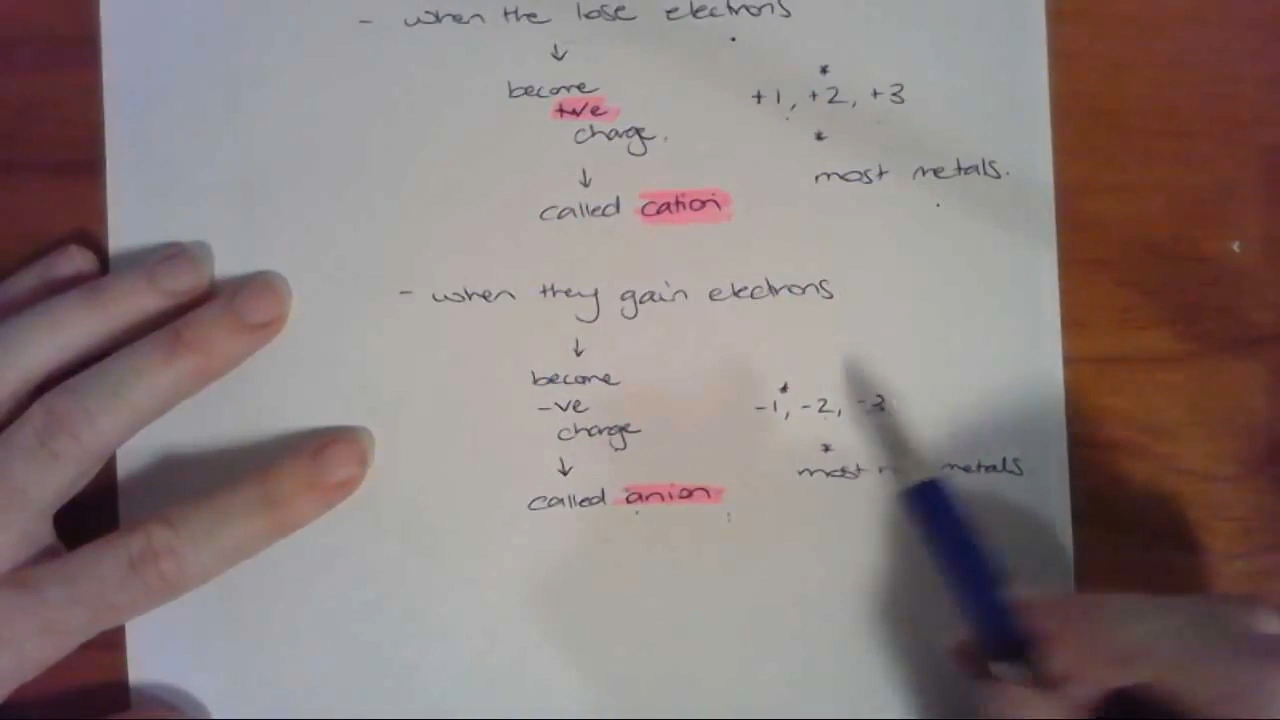 - when the lose electrons
↓
become
+ve
charge.
↓
called cation
*
+1, +2, +3
*
most metals.
- when they gain electrons
↓
become
-ve
charge
↓
called anion
*
-1, -2, -3
*
most metals